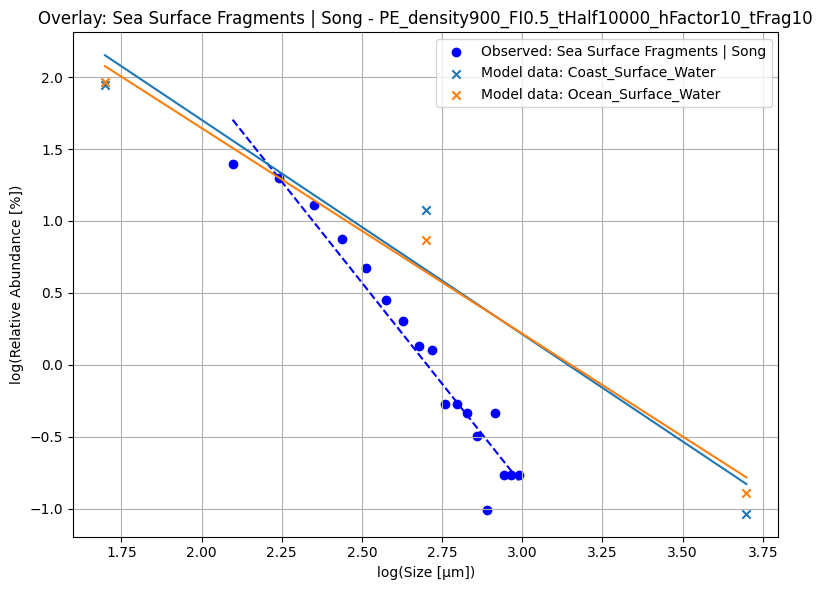 Overlay: Sea Surface Fragments | Song - PE_density900_FI0.5_tHalf10000_hFactor10_tFrag10
Observed: Sea Surface Fragments | Song
Model data: Coast_Surface_Water
Model data: Ocean_Surface_Water
log(Relative Abundance [%])
2.0
1.5
1.0
0.5
0.0
−0.5
−1.0
1.75 2.00 2.25 2.50 2.75 3.00 3.25 3.50 3.75
log(Size [μm])